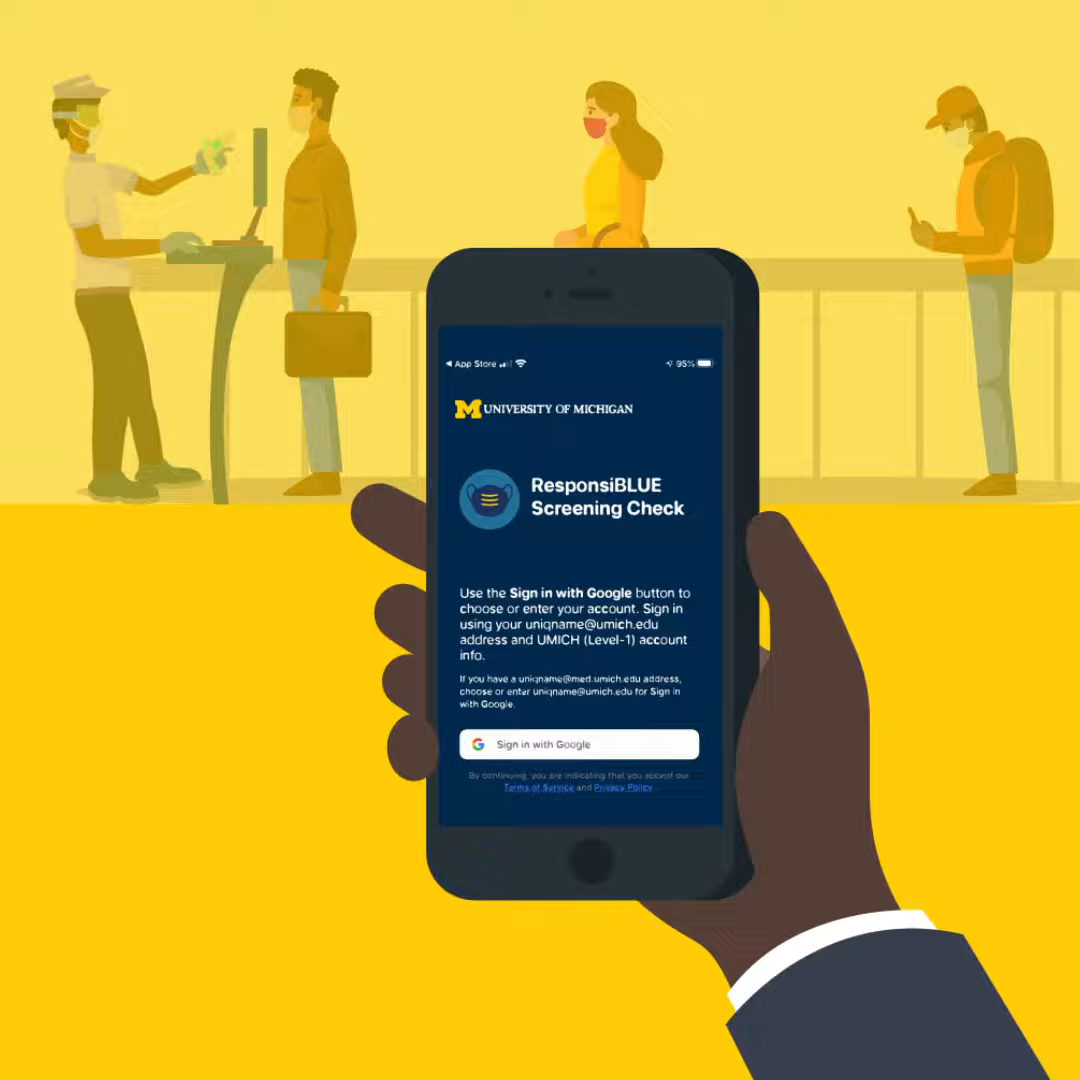 App Store
95%
M UNIVERSITY OF MICHIGAN
ResponsiBLUE
Screening Check
Use the Sign in with Google button to
choose or enter your account. Sign in
using your uniqname@umich.edu
address and UMICH (Level-1) account
info.
If you have a uniqname@med.umich.edu address,
choose or enter uniqname@umich.edu for Sign in
with Google.
Sign in with Google
By continuing, you are indicating that you accept our
Terms of Service and Privacy Policy.